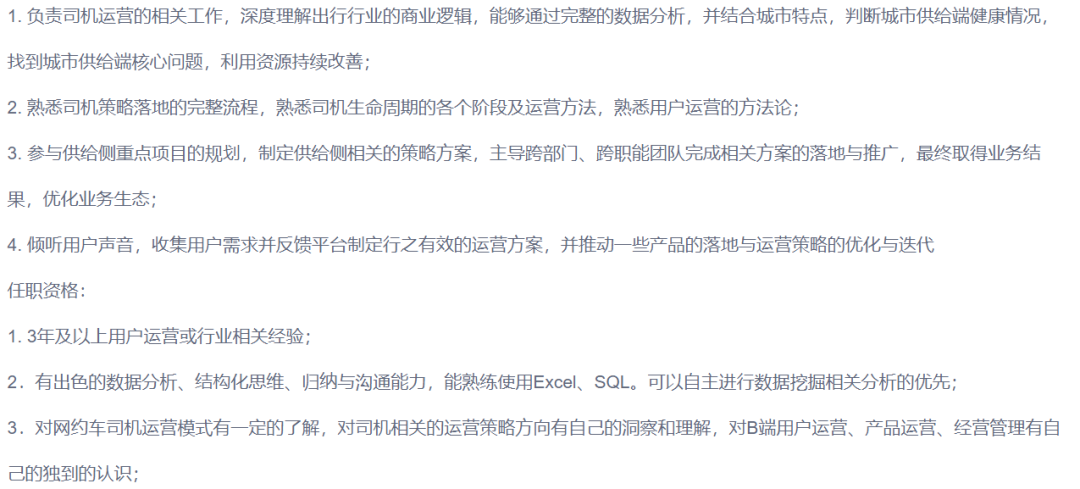 1. 负责司机运营的相关工作，深度理解出行行业的商业逻辑，能够通过完整的数据分析，并结合城市特点，判断城市供给端健康情况，
找到城市供给端核心问题，利用资源持续改善；
2. 熟悉司机策略落地的完整流程，熟悉司机生命周期的各个阶段及运营方法，熟悉用户运营的方法论；
3. 参与供给侧重点项目的规划，制定供给侧相关的策略方案，主导跨部门、跨职能团队完成相关方案的落地与推广，最终取得业务结
果，优化业务生态；
4. 倾听用户声音，收集用户需求并反馈平台制定行之有效的运营方案，并推动一些产品的落地与运营策略的优化与迭代
任职资格：
1. 3年及以上用户运营或行业相关经验；
2．有出色的数据分析、结构化思维、归纳与沟通能力，能熟练使用Excel、SQL。可以自主进行数据挖掘相关分析的优先；
3．对网约车司机运营模式有一定的了解，对司机相关的运营策略方向有自己的洞察和理解，对B端用户运营、产品运营、经营管理有自
己的独到的认识；